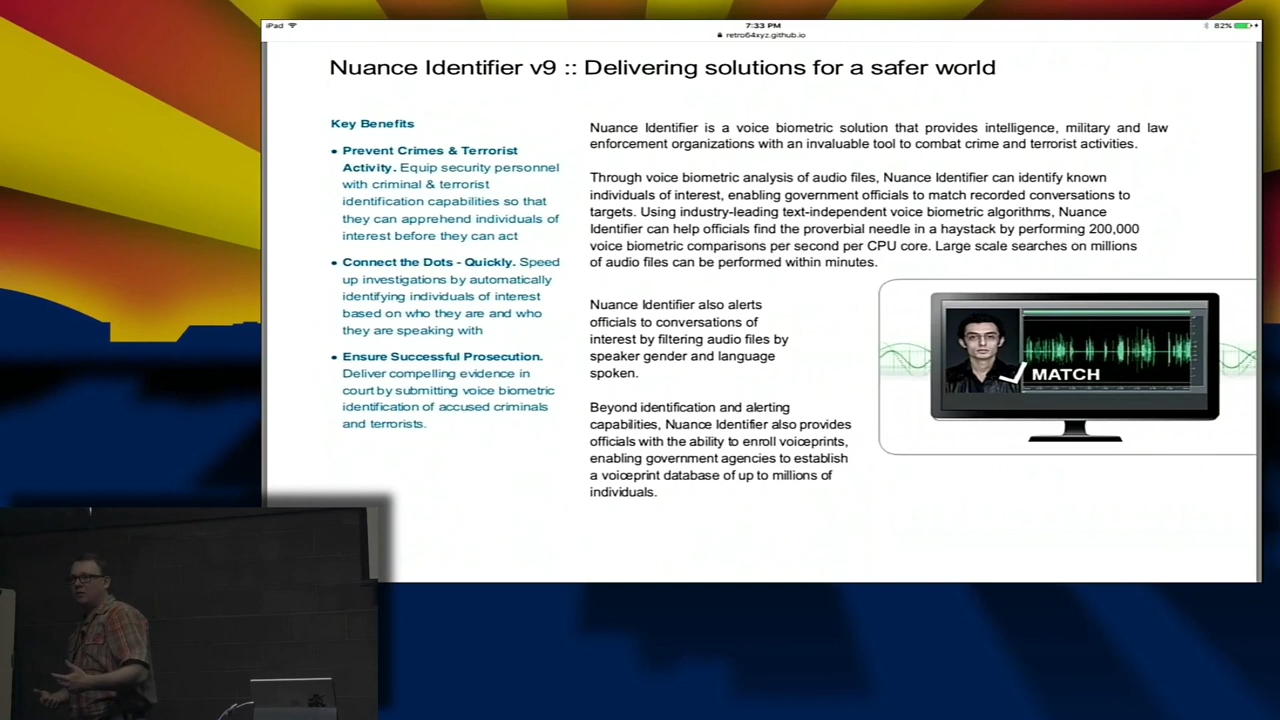 iPad
7:33 PM
82%
retro64xyz.github.io
Nuance Identifier v9 :: Delivering solutions for a safer world
Key Benefits
• Prevent Crimes & Terrorist
Activity. Equip security personnel
with criminal & terrorist
identification capabilities so that
they can apprehend individuals of
interest before they can act
• Connect the Dots - Quickly. Speed
up investigations by automatically
identifying individuals of interest
based on who they are and who
they are speaking with
• Ensure Successful Prosecution.
Deliver compelling evidence in
court by submitting voice biometric
identification of accused criminals
and terrorists.
Nuance Identifier is a voice biometric solution that provides intelligence, military and law
enforcement organizations with an invaluable tool to combat crime and terrorist activities.
Through voice biometric analysis of audio files, Nuance Identifier can identify known
individuals of interest, enabling government officials to match recorded conversations to
targets. Using industry-leading text-independent voice biometric algorithms, Nuance
Identifier can help officials find the proverbial needle in a haystack by performing 200,000
voice biometric comparisons per second per CPU core. Large scale searches on millions
of audio files can be performed within minutes.
Nuance Identifier also alerts
officials to conversations of
interest by filtering audio files by
speaker gender and language
spoken.
Beyond identification and alerting
capabilities, Nuance Identifier also provides
officials with the ability to enroll voiceprints,
enabling government agencies to establish
a voiceprint database of up to millions of
individuals.
MATCH